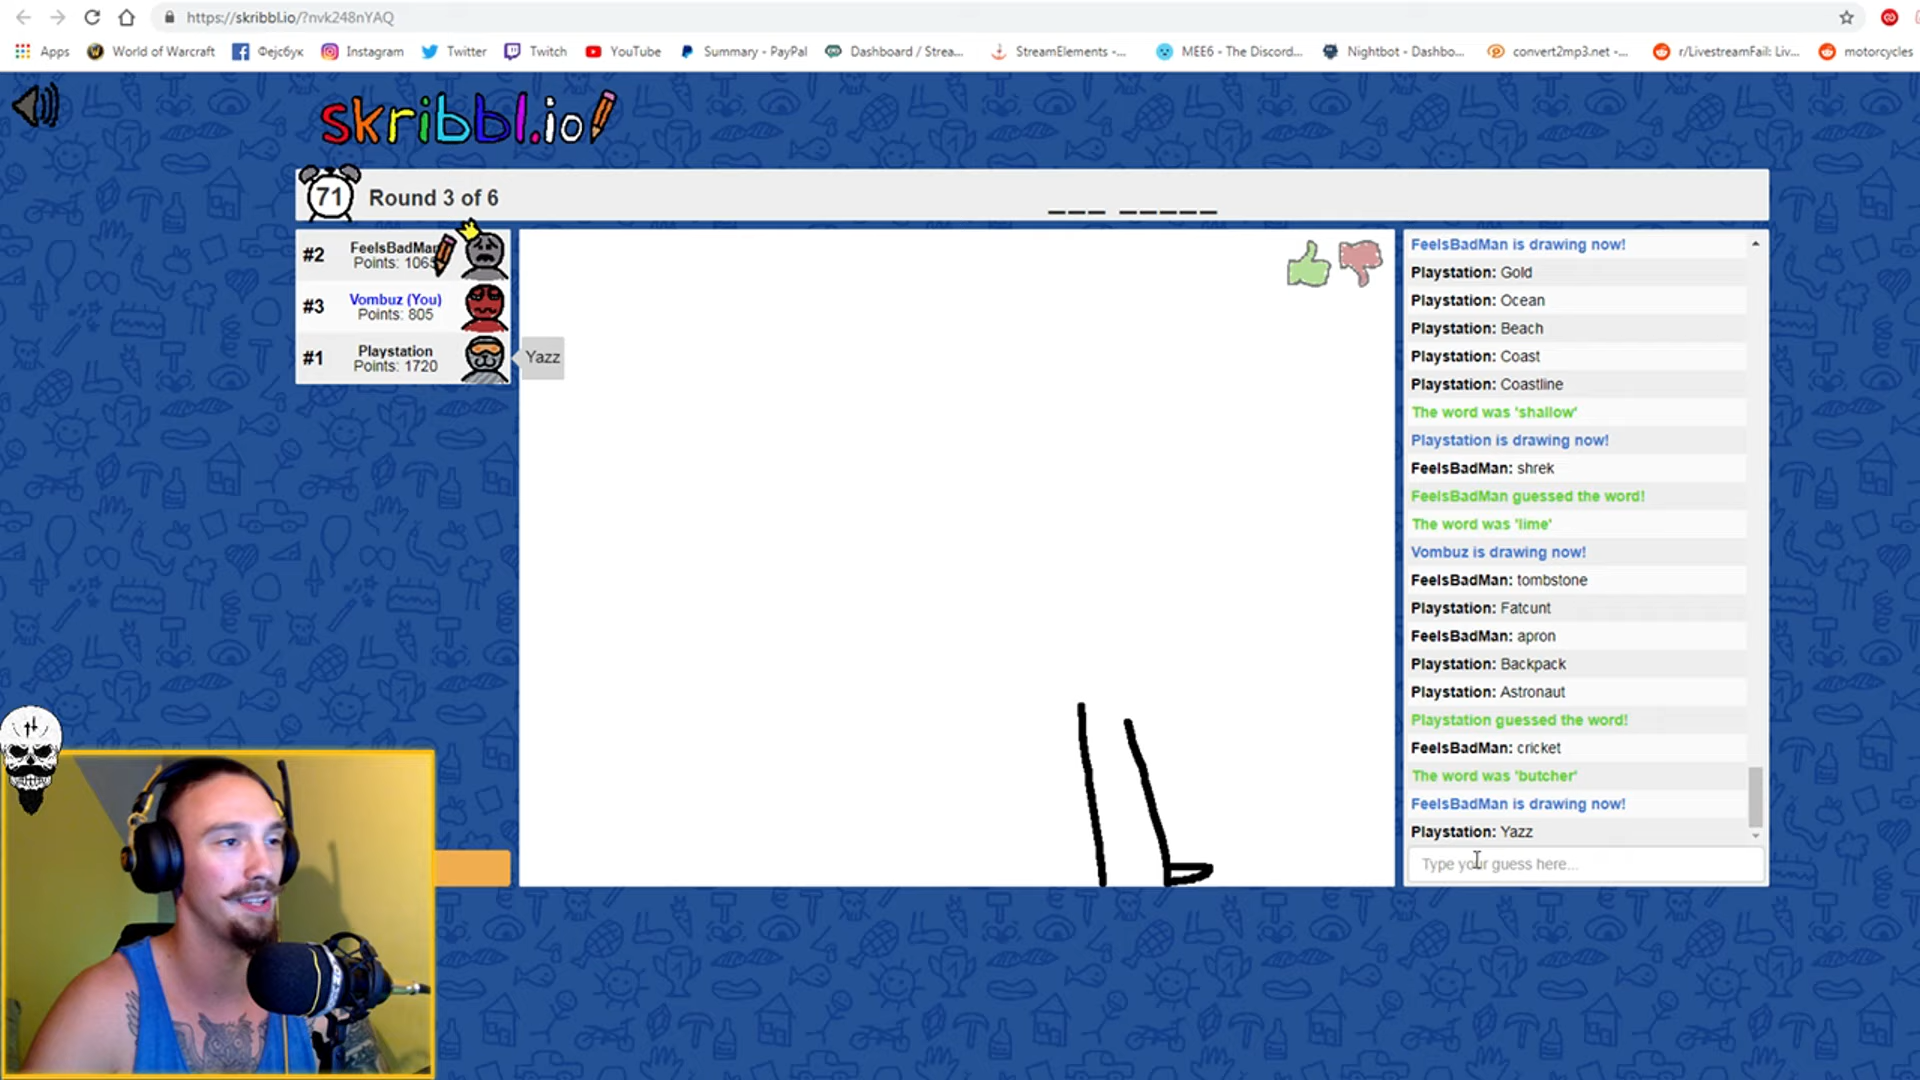 https://skribbl.io/?nvk248nYAQ
Apps World of Warcraft Фејсбук Instagram Twitter Twitch YouTube Summary - PayPal Dashboard / Strea... StreamElements -... MEE6 - The Discord... Nightbot - Dashbo... convert2mp3.net -... r/LivestreamFail: Liv... motorcycles
skribbl.io
71 Round 3 of 6 ___ _____
#2 FeelsBadMan
Points: 1065
#3 Vombuz (You)
Points: 805
#1 Playstation
Points: 1720
Yazz
FeelsBadMan is drawing now!
Playstation: Gold
Playstation: Ocean
Playstation: Beach
Playstation: Coast
Playstation: Coastline
The word was 'shallow'
Playstation is drawing now!
FeelsBadMan: shrek
FeelsBadMan guessed the word!
The word was 'lime'
Vombuz is drawing now!
FeelsBadMan: tombstone
Playstation: Fatcunt
FeelsBadMan: apron
Playstation: Backpack
Playstation: Astronaut
Playstation guessed the word!
FeelsBadMan: cricket
The word was 'butcher'
FeelsBadMan is drawing now!
Playstation: Yazz
Type your guess here...